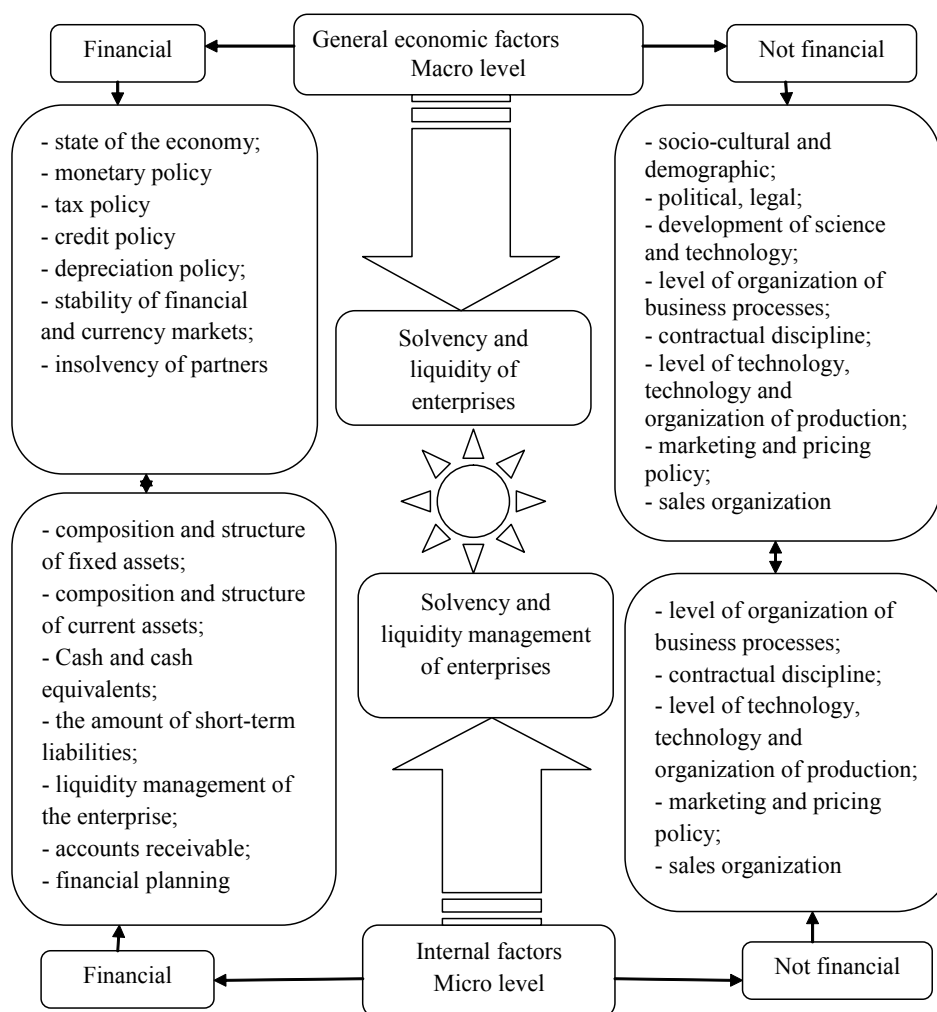 Financial
General economic factors
Macro level
Not financial
- state of the economy;
- monetary policy
- tax policy
- credit policy
- depreciation policy;
- stability of financial
and currency markets;
- insolvency of partners
- socio-cultural and
demographic;
- political, legal;
- development of science
and technology;
- level of organization of
business processes;
- contractual discipline;
- level of technology,
technology and
organization of production;
- marketing and pricing
policy;
- sales organization
Solvency and
liquidity of
enterprises
- composition and structure
of fixed assets;
- composition and structure
of current assets;
- Cash and cash
equivalents;
- the amount of short-term
liabilities;
- liquidity management of
the enterprise;
- accounts receivable;
- financial planning
Solvency and
liquidity management
of enterprises
- level of organization of
business processes;
- contractual discipline;
- level of technology,
technology and
organization of production;
- marketing and pricing
policy;
- sales organization
Financial
Internal factors
Micro level
Not financial